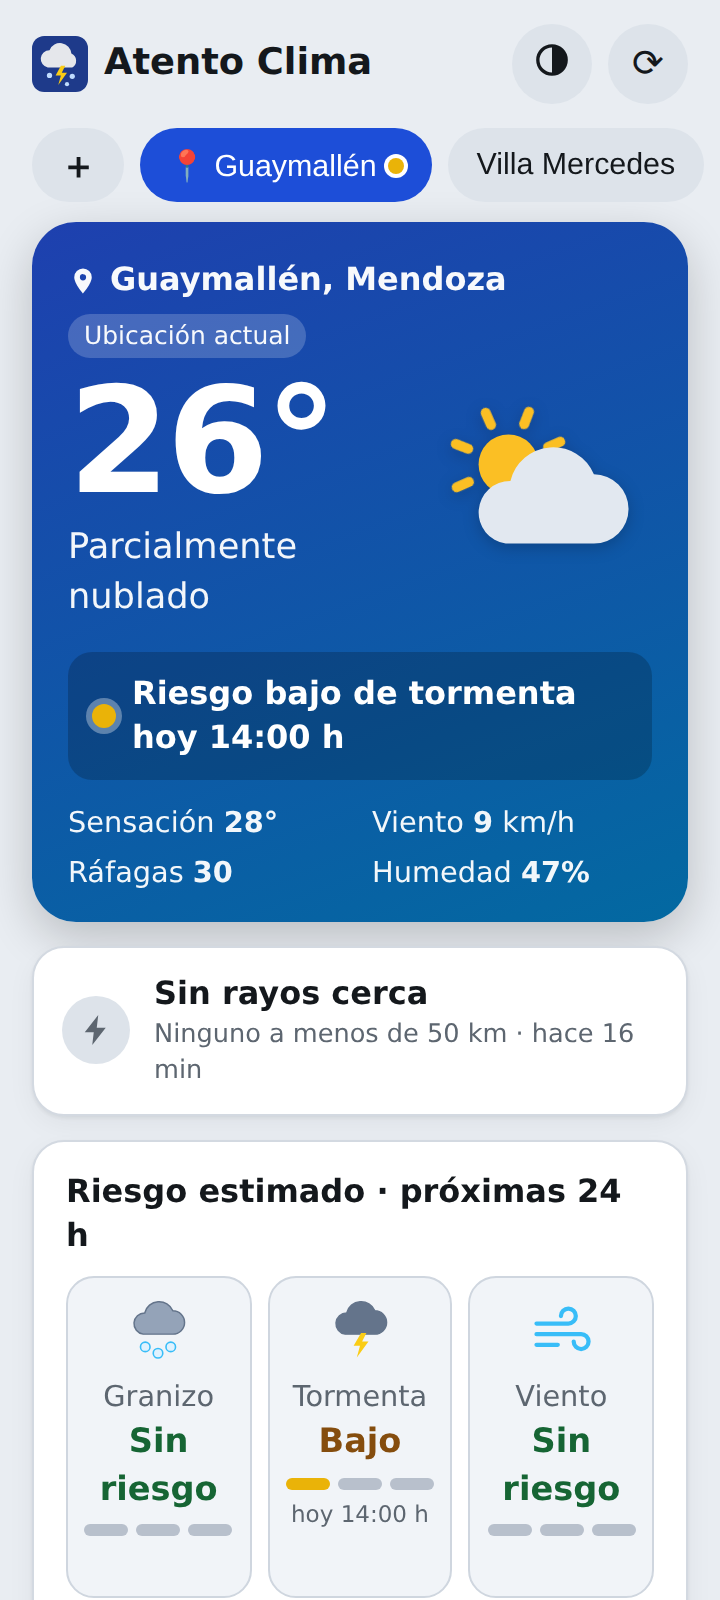 Atento Clima
+
Guaymallén
Villa Mercedes
Guaymallén, Mendoza
Ubicación actual
26°
Parcialmente
nublado
Riesgo bajo de tormenta
hoy 14:00 h
Sensación 28°
Viento 9 km/h
Ráfagas 30
Humedad 47%
Sin rayos cerca
Ninguno a menos de 50 km · hace 16
min
Riesgo estimado · próximas 24
h
Granizo
Sin
riesgo
Tormenta
Bajo
hoy 14:00 h
Viento
Sin
riesgo